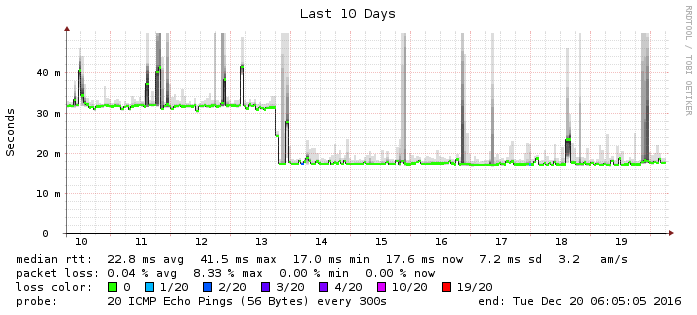 Last 10 Days
RRDTOOL / TOBI OETIKER
Seconds
40 m
30 m
20 m
10 m
0
10 11 12 13 14 15 16 17 18 19
median rtt: 22.8 ms avg 41.5 ms max 17.0 ms min 17.6 ms now 7.2 ms sd 3.2 am/s
packet loss: 0.04 % avg 8.33 % max 0.00 % min 0.00 % now
loss color: 0 1/20 2/20 3/20 4/20 10/20 19/20
probe: 20 ICMP Echo Pings (56 Bytes) every 300s end: Tue Dec 20 06:05:05 2016